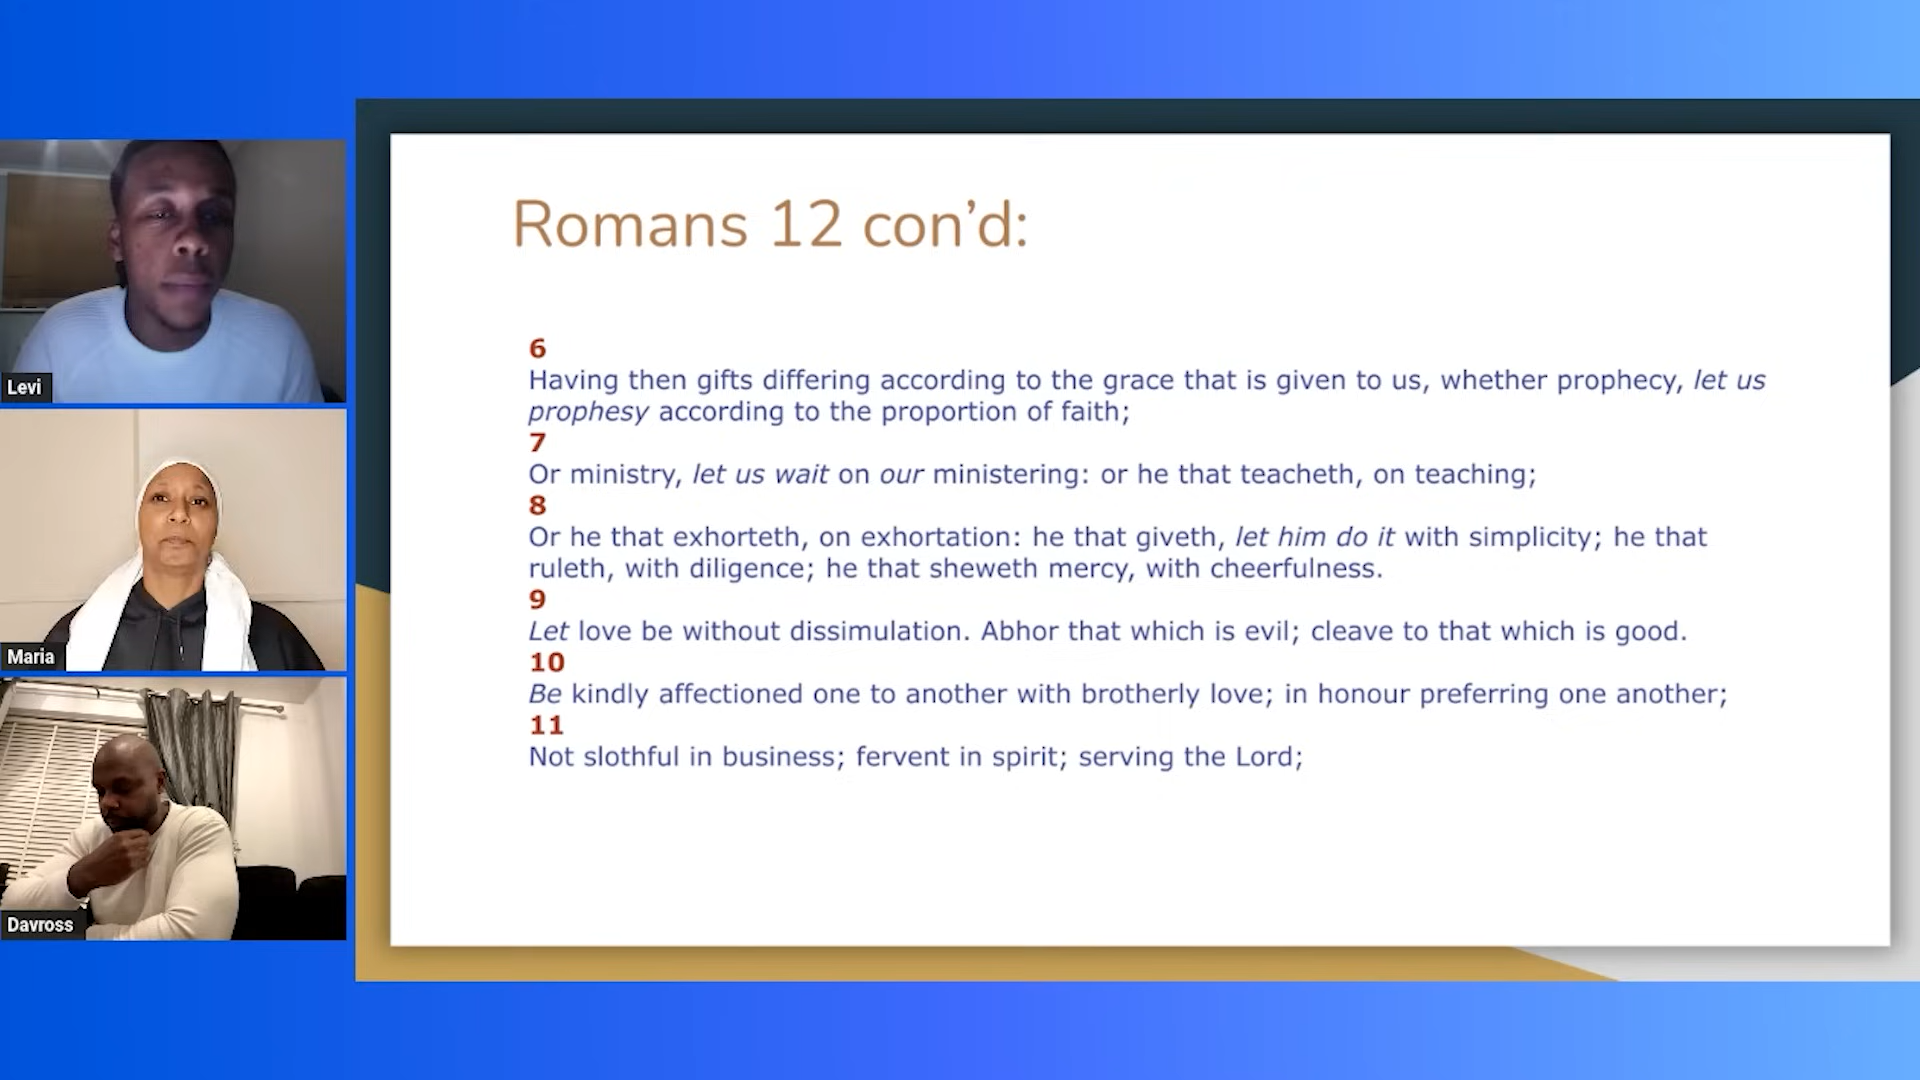 Levi
Maria
Davross
Romans 12 con’d:
6
Having then gifts differing according to the grace that is given to us, whether prophecy, let us
prophesy according to the proportion of faith;
7
Or ministry, let us wait on our ministering: or he that teacheth, on teaching;
8
Or he that exhorteth, on exhortation: he that giveth, let him do it with simplicity; he that
ruleth, with diligence; he that sheweth mercy, with cheerfulness.
9
Let love be without dissimulation. Abhor that which is evil; cleave to that which is good.
10
Be kindly affectioned one to another with brotherly love; in honour preferring one another;
11
Not slothful in business; fervent in spirit; serving the Lord;